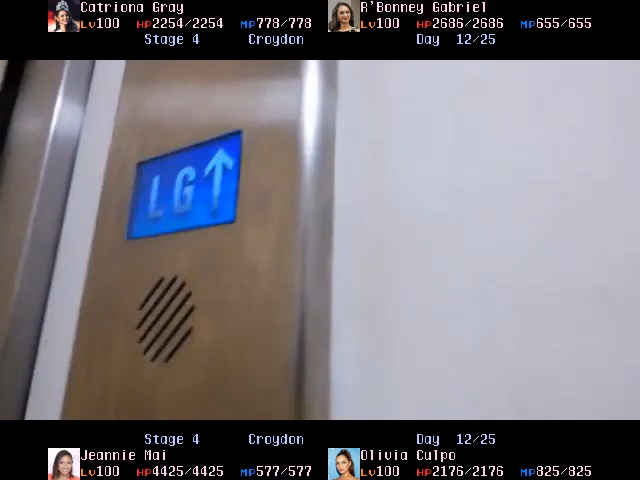 Catriona Gray
Lv100 HP2254/2254 MP778/778
R'Bonney Gabriel
Lv100 HP2686/2686 MP655/655
Stage 4 Croydon Day 12/25
LG↑
Stage 4 Croydon Day 12/25
Jeannie Mai
Lv100 HP4425/4425 MP577/577
Olivia Culpo
Lv100 HP2176/2176 MP825/825